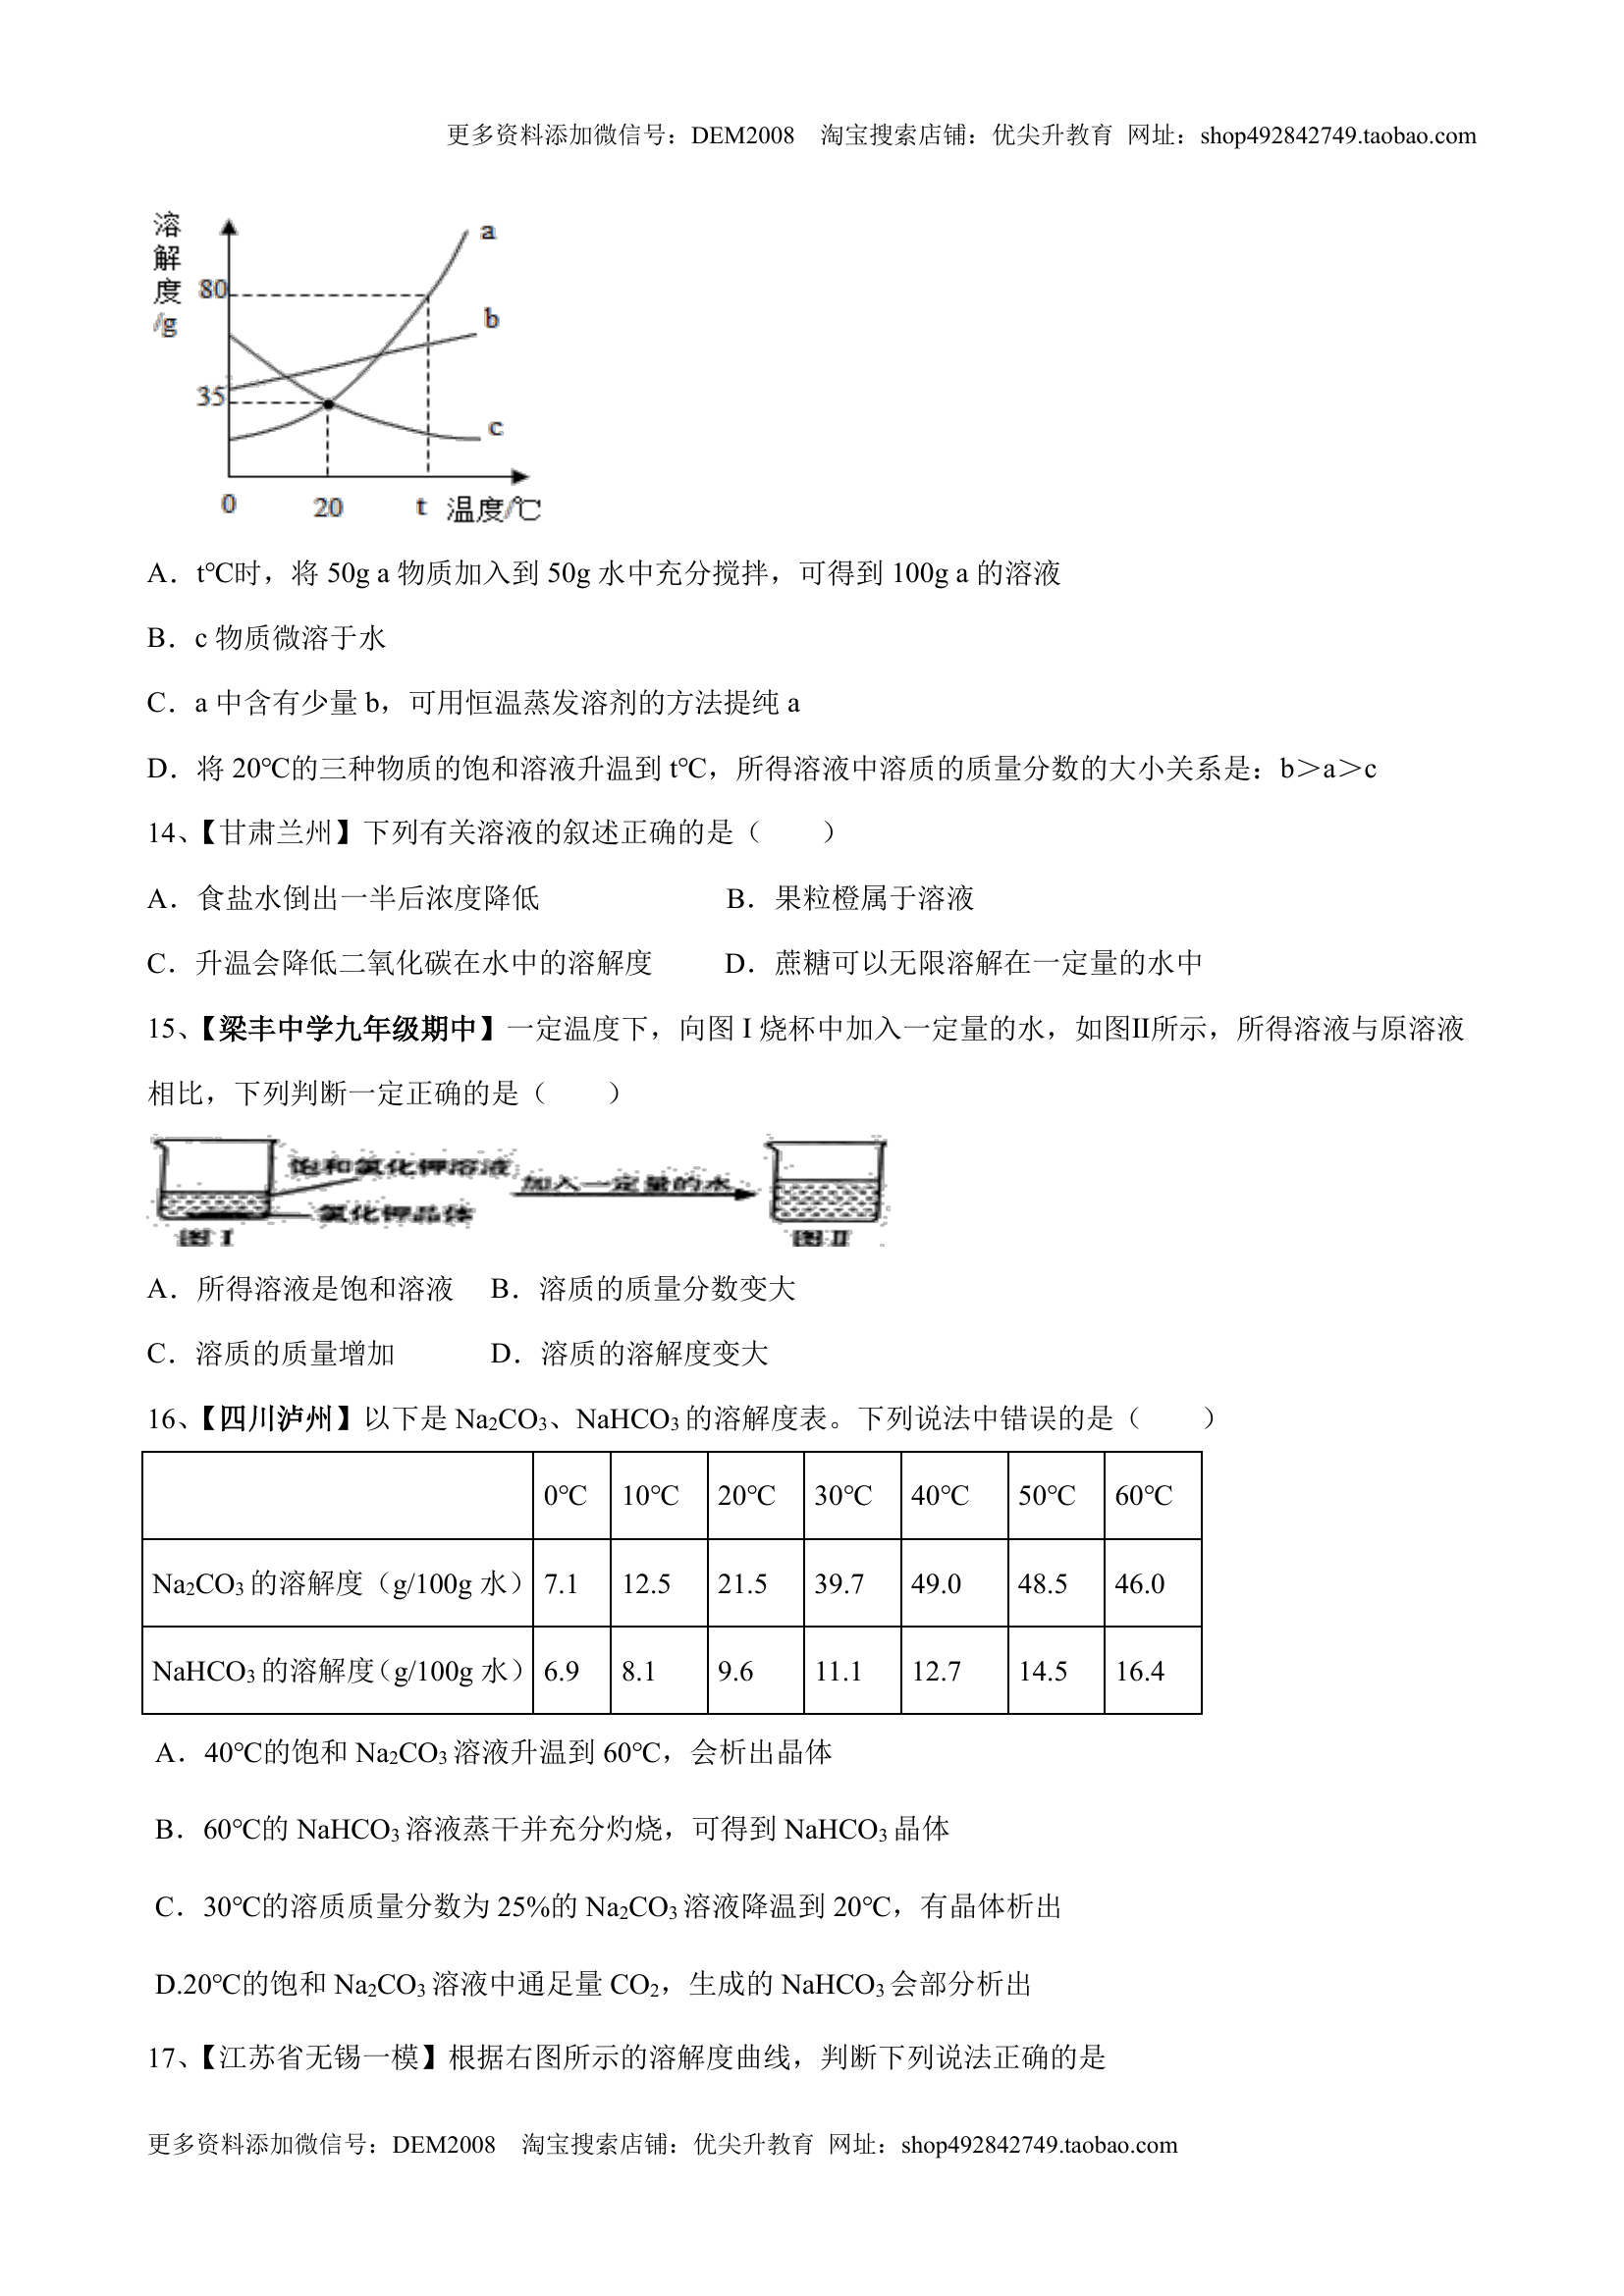 更多资料添加微信号：DEM2008 淘宝搜索店铺：优尖升教育 网址：shop492842749.taobao.com
溶解度/g
a
80
b
35
c
0 20 t 温度/℃
A．t℃时，将 50g a 物质加入到 50g 水中充分搅拌，可得到 100g a 的溶液
B．c 物质微溶于水
C．a 中含有少量 b，可用恒温蒸发溶剂的方法提纯 a
D．将 20℃的三种物质的饱和溶液升温到 t℃，所得溶液中溶质的质量分数的大小关系是：b＞a＞c
14、【甘肃兰州】下列有关溶液的叙述正确的是（ ）
A．食盐水倒出一半后浓度降低 B．果粒橙属于溶液
C．升温会降低二氧化碳在水中的溶解度 D．蔗糖可以无限溶解在一定量的水中
15、【梁丰中学九年级期中】一定温度下，向图 I 烧杯中加入一定量的水，如图Ⅱ所示，所得溶液与原溶液
相比，下列判断一定正确的是（ ）
饱和氯化钾溶液
加入一定量的水
氯化钾晶体
图 I 图 Ⅱ
A．所得溶液是饱和溶液 B．溶质的质量分数变大
C．溶质的质量增加 D．溶质的溶解度变大
16、【四川泸州】以下是 Na₂CO₃、NaHCO₃ 的溶解度表。下列说法中错误的是（ ）
0℃ 10℃ 20℃ 30℃ 40℃ 50℃ 60℃
Na₂CO₃ 的溶解度（g/100g 水） 7.1 12.5 21.5 39.7 49.0 48.5 46.0
NaHCO₃ 的溶解度（g/100g 水） 6.9 8.1 9.6 11.1 12.7 14.5 16.4
A．40℃的饱和 Na₂CO₃ 溶液升温到 60℃，会析出晶体
B．60℃的 NaHCO₃ 溶液蒸干并充分灼烧，可得到 NaHCO₃ 晶体
C．30℃的溶质质量分数为 25%的 Na₂CO₃ 溶液降温到 20℃，有晶体析出
D.20℃的饱和 Na₂CO₃ 溶液中通足量 CO₂，生成的 NaHCO₃ 会部分析出
17、【江苏省无锡一模】根据右图所示的溶解度曲线，判断下列说法正确的是
更多资料添加微信号：DEM2008 淘宝搜索店铺：优尖升教育 网址：shop492842749.taobao.com